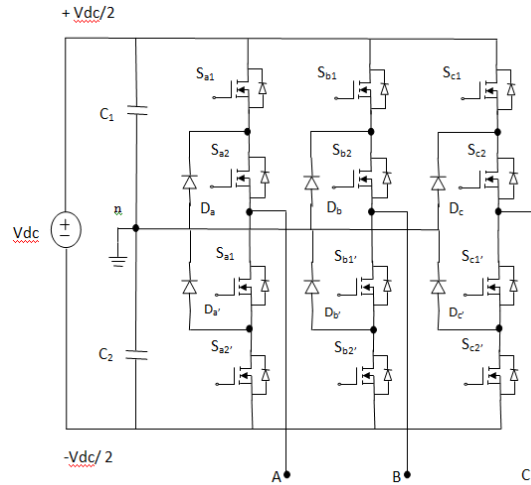 + Vdc/2
Sa1
Sb1
Sc1
C1
Sa2
Sb2
Sc2
n
Da
Db
Dc
Vdc
Sa1
Sb1'
Sc1'
Da'
Db'
Dc'
C2
Sa2'
Sb2'
Sc2'
-Vdc/ 2
A
B
C